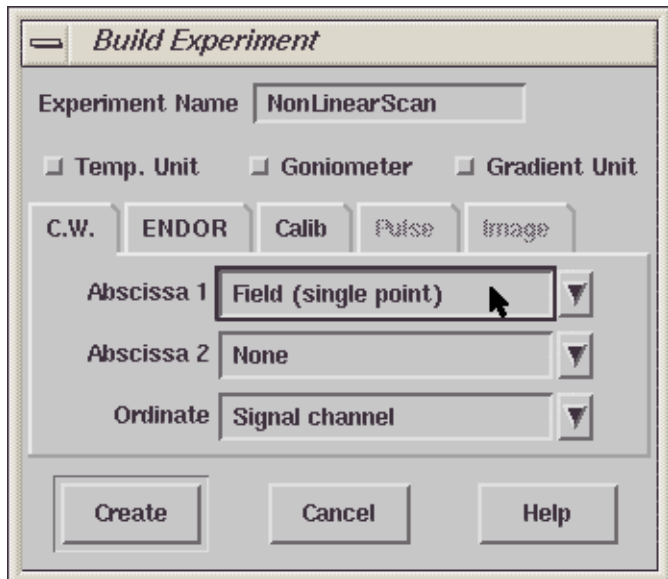 Build Experiment
Experiment Name NonLinearScan
Temp. Unit Goniometer Gradient Unit
C.W. ENDOR Calib Pulse Image
Abscissa 1 Field (single point)
Abscissa 2 None
Ordinate Signal channel
Create Cancel Help